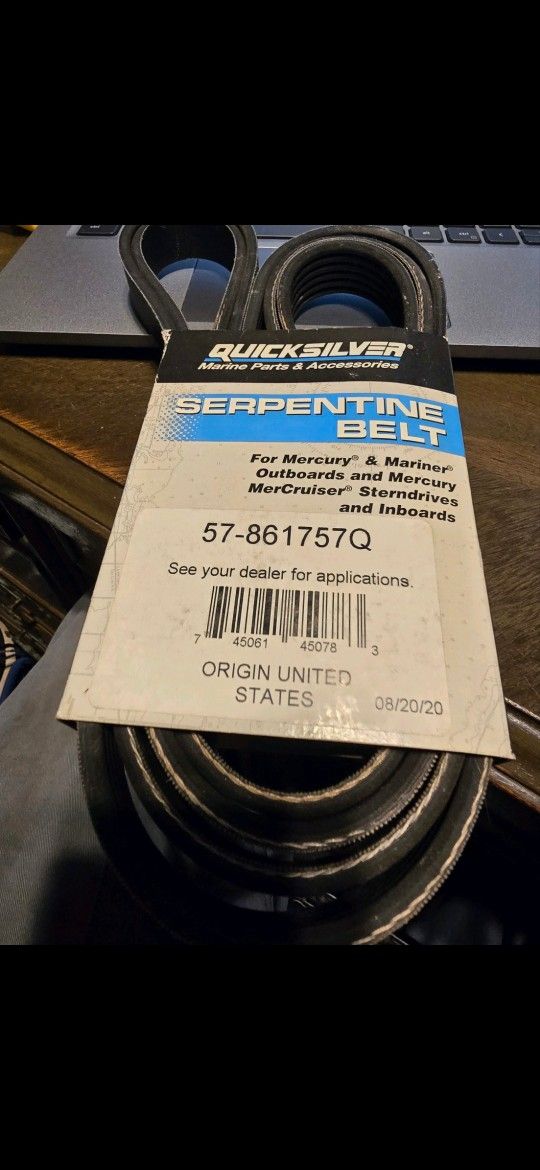 QUICKSILVER®
Marine Parts & Accessories
SERPENTINE
BELT
For Mercury® & Mariner®
Outboards and Mercury
MerCruiser® Sterndrives
and Inboards
57-861757Q
See your dealer for applications.
7 45061 45078 3
ORIGIN UNITED
STATES
08/20/20